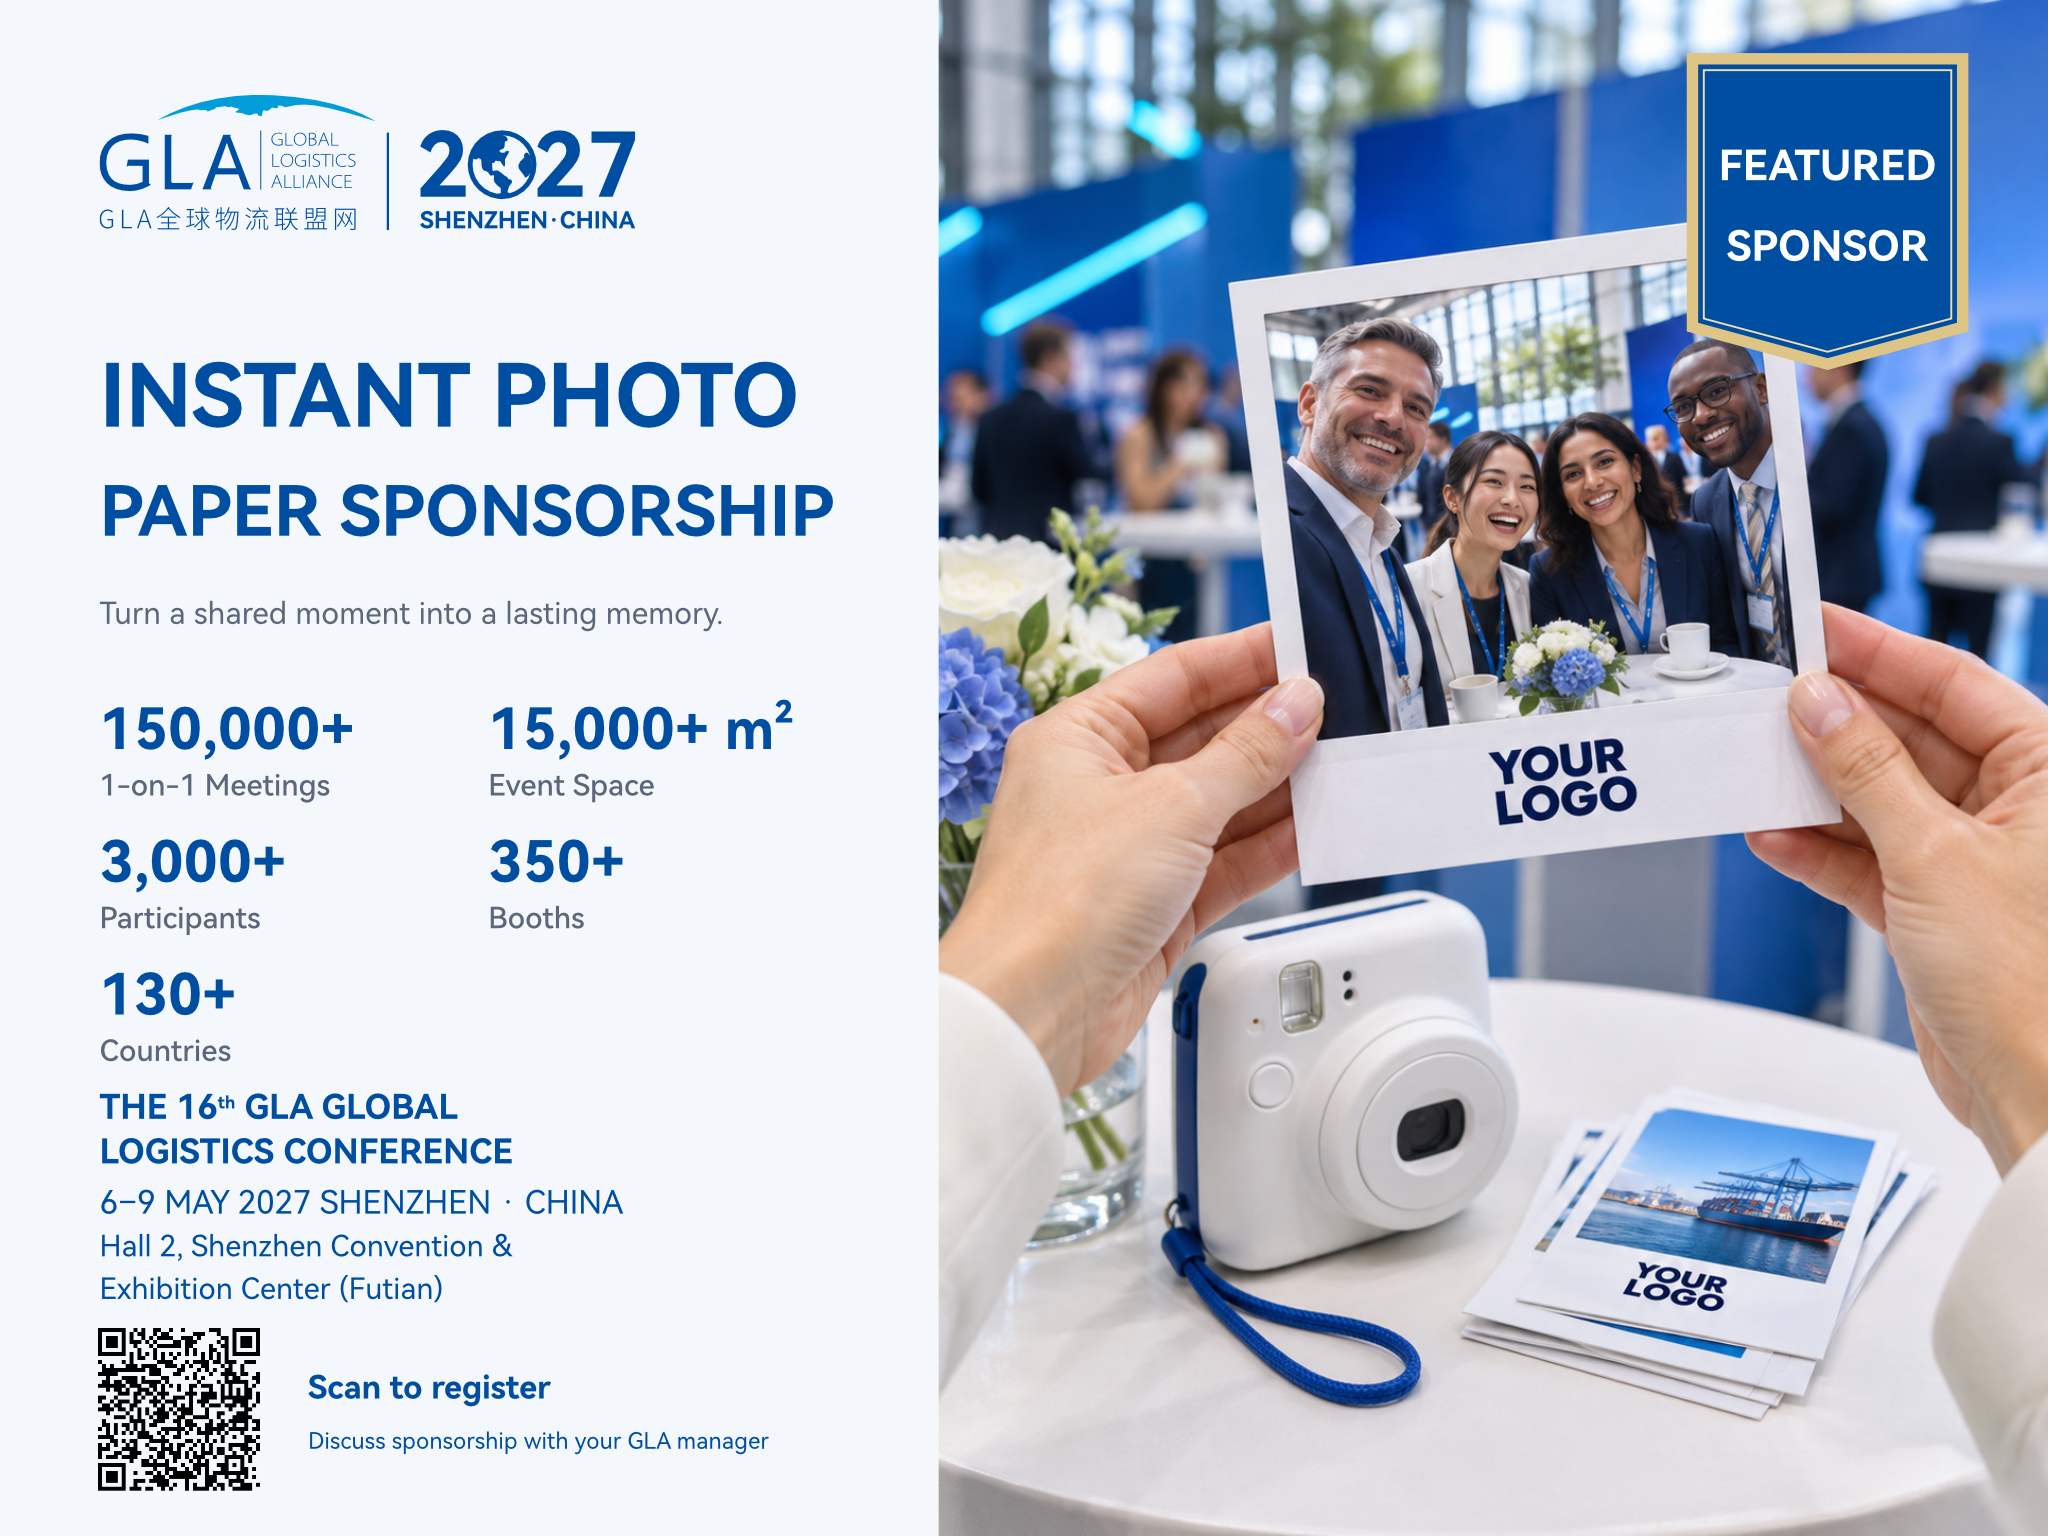 GLA
GLOBAL
LOGISTICS
ALLIANCE
GLA全球物流联盟网
2027
SHENZHEN·CHINA
INSTANT PHOTO
PAPER SPONSORSHIP
Turn a shared moment into a lasting memory.
150,000+
1-on-1 Meetings
15,000+ m²
Event Space
3,000+
Participants
350+
Booths
130+
Countries
THE 16th GLA GLOBAL
LOGISTICS CONFERENCE
6–9 MAY 2027 SHENZHEN · CHINA
Hall 2, Shenzhen Convention &
Exhibition Center (Futian)
Scan to register
Discuss sponsorship with your GLA manager
FEATURED
SPONSOR
YOUR
LOGO
YOUR
LOGO